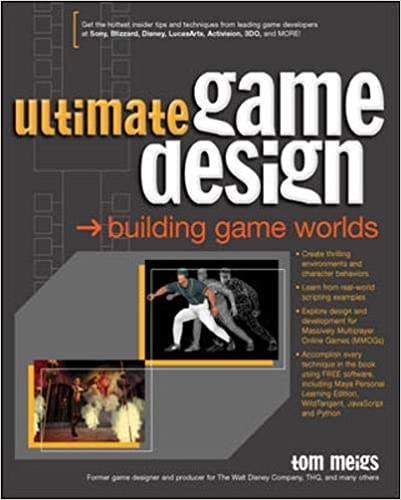 Get the hottest insider tips and techniques from leading game developers
at Sony, Blizzard, Disney, LucasArts, Activision, 3DO, and MORE!
ultimate game
design
→ building game worlds
• Create thrilling
environments and
character behaviors
• Learn from real-world
scripting examples
• Explore design and
development for
Massively Multiplayer
Online Games (MMOGs)
• Accomplish every
technique in the book
using FREE software,
including Maya Personal
Learning Edition,
WildTangent, JavaScript
and Python
tom meigs
Former game designer and producer for The Walt Disney Company, THQ, and many others